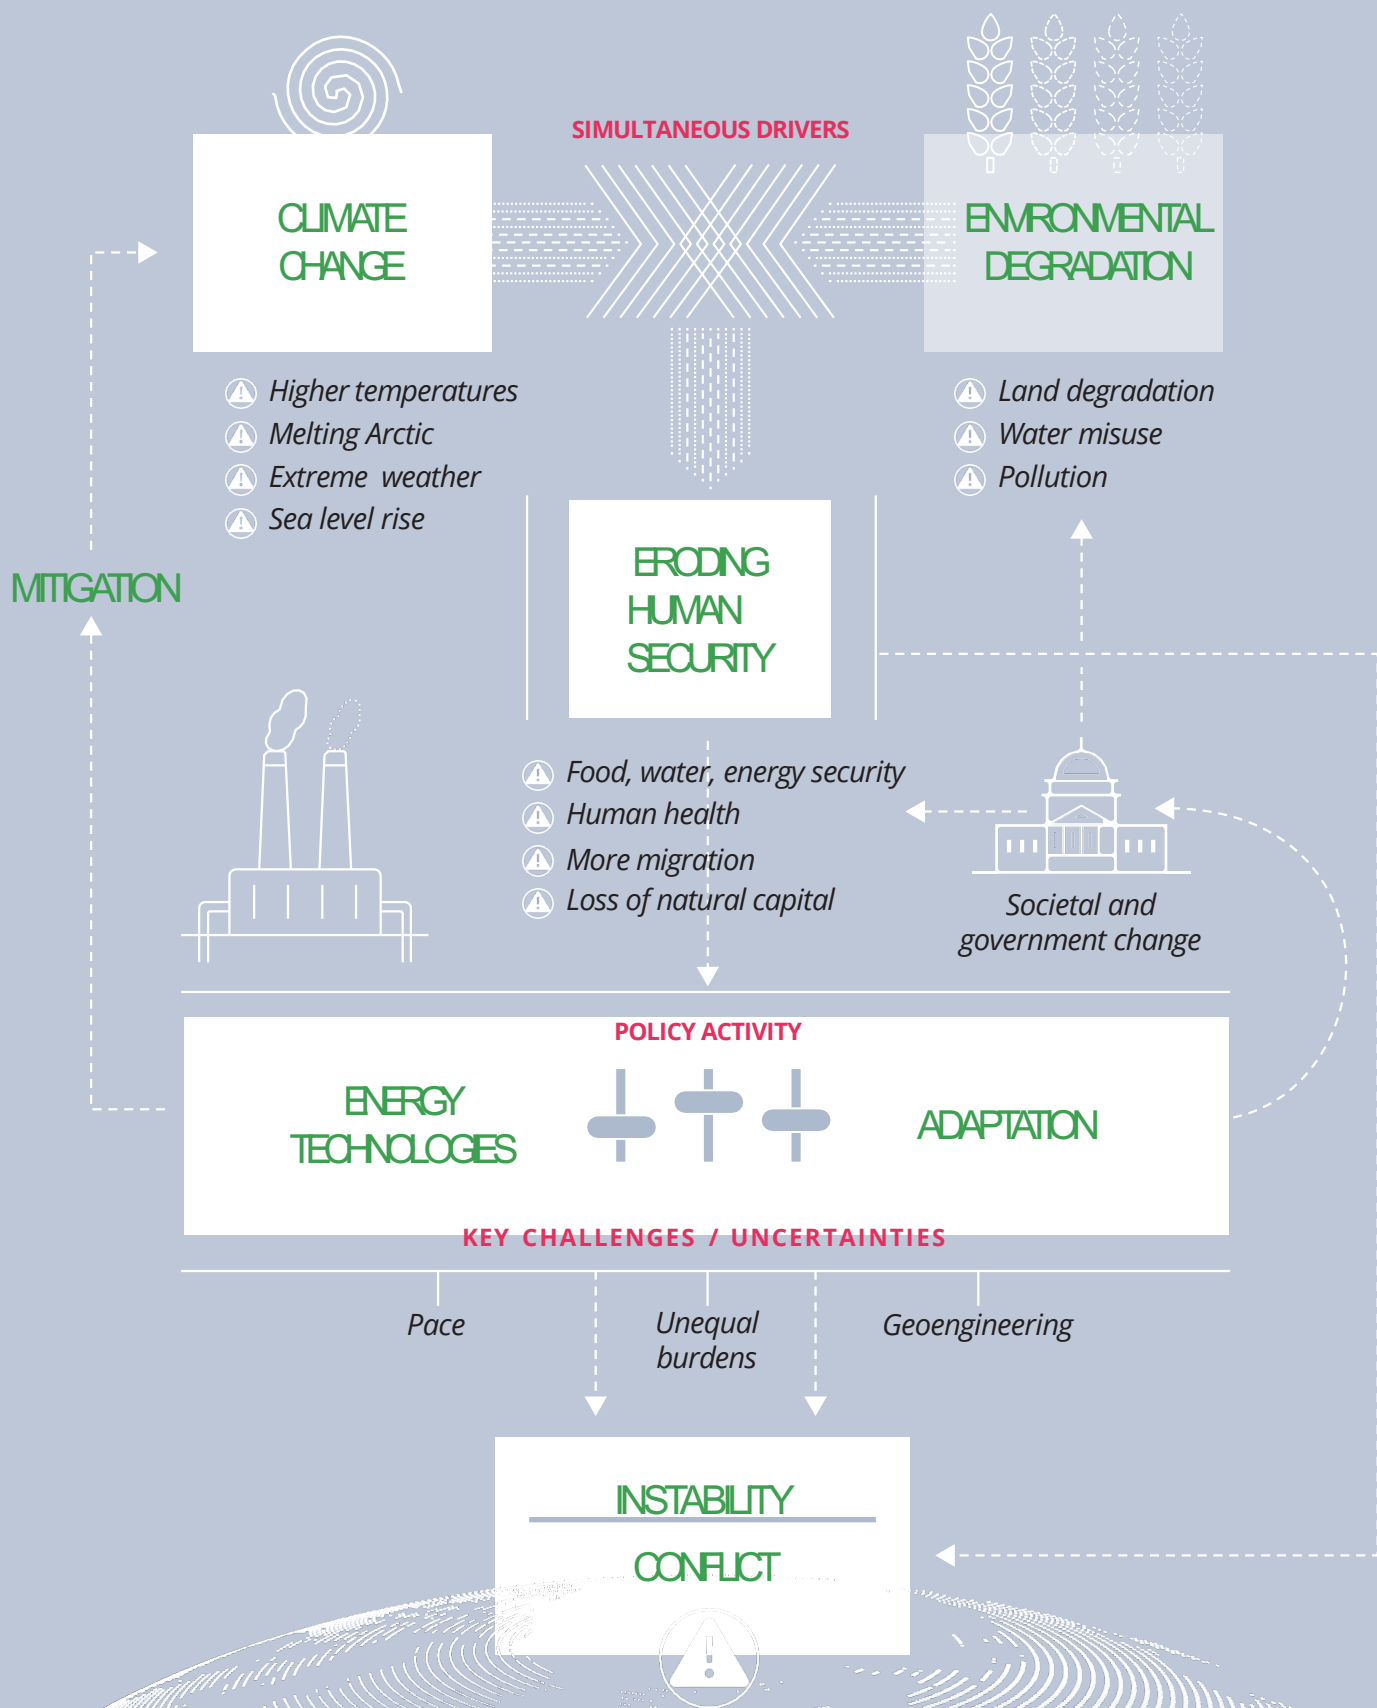 SIMULTANEOUS DRIVERS
CLIMATE
CHANGE
ENVIRONMENTAL
DEGRADATION
Higher temperatures
Melting Arctic
Extreme weather
Sea level rise
Land degradation
Water misuse
Pollution
MITIGATION
ERODING
HUMAN
SECURITY
Food, water, energy security
Human health
More migration
Loss of natural capital
Societal and
government change
POLICY ACTIVITY
ENERGY
TECHNOLOGIES
ADAPTATION
KEY CHALLENGES / UNCERTAINTIES
Pace
Unequal
burdens
Geoengineering
INSTABILITY
CONFLICT